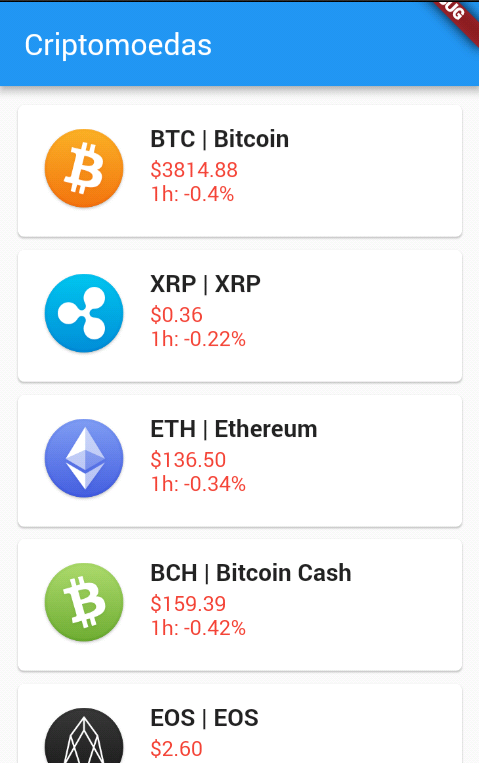 Criptomoedas
BTC | Bitcoin
$3814.88
1h: -0.4%
XRP | XRP
$0.36
1h: -0.22%
ETH | Ethereum
$136.50
1h: -0.34%
BCH | Bitcoin Cash
$159.39
1h: -0.42%
EOS | EOS
$2.60